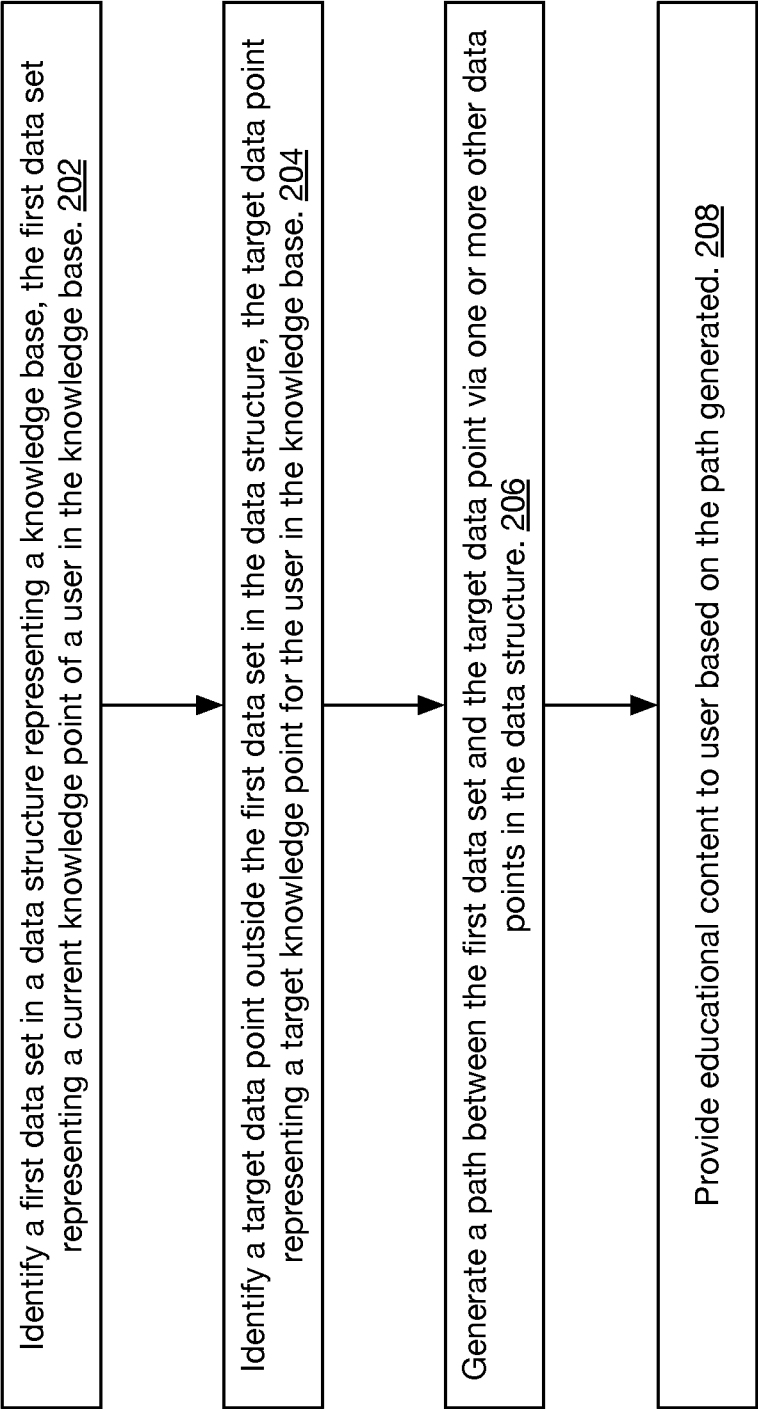 Identify a first data set in a data structure representing a knowledge base, the first data set
representing a current knowledge point of a user in the knowledge base. 202
Identify a target data point outside the first data set in the data structure, the target data point
representing a target knowledge point for the user in the knowledge base. 204
Generate a path between the first data set and the target data point via one or more other data
points in the data structure. 206
Provide educational content to user based on the path generated. 208